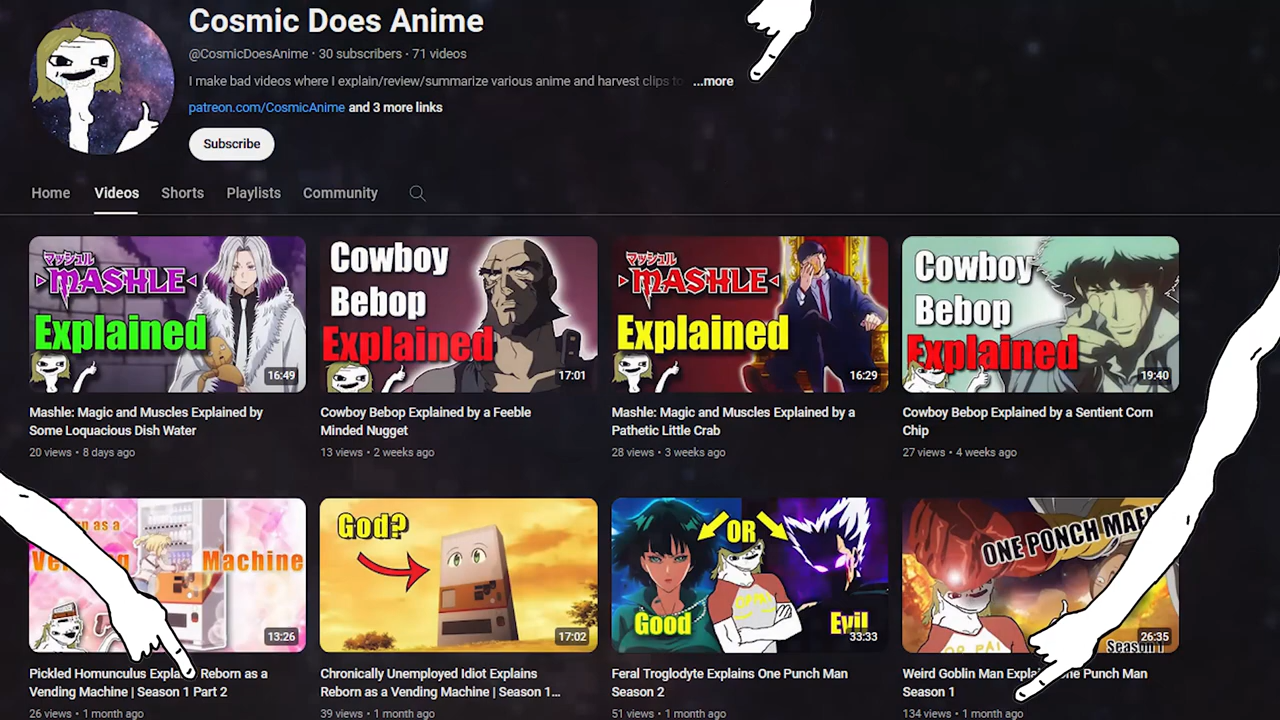 Cosmic Does Anime
@CosmicDoesAnime · 30 subscribers · 71 videos
I make bad videos where I explain/review/summarize various anime and harvest clips to ...more
patreon.com/CosmicAnime and 3 more links
Subscribe
Home Videos Shorts Playlists Community
マッシュル
MASHLE
Explained
16:49
Cowboy
Bebop
Explained
17:01
マッシュル
MASHLE
Explained
16:29
Cowboy
Bebop
Explained
19:40
Mashle: Magic and Muscles Explained by
Some Loquacious Dish Water
20 views • 8 days ago
Cowboy Bebop Explained by a Feeble
Minded Nugget
13 views • 2 weeks ago
Mashle: Magic and Muscles Explained by a
Pathetic Little Crab
28 views • 3 weeks ago
Cowboy Bebop Explained by a Sentient Corn
Chip
27 views • 4 weeks ago
as a
Machine
13:26
God?
17:02
OR
Good
Evil
33:33
ONE PUNCH MAN
Season 1
26:35
Pickled Homunculus Reborn as a
Vending Machine | Season 1 Part 2
26 views • 1 month ago
Chronically Unemployed Idiot Explains
Reborn as a Vending Machine | Season 1...
39 views • 1 month ago
Feral Troglodyte Explains One Punch Man
Season 2
51 views • 1 month ago
Weird Goblin Man Punch Man
Season 1
134 views • 1 month ago